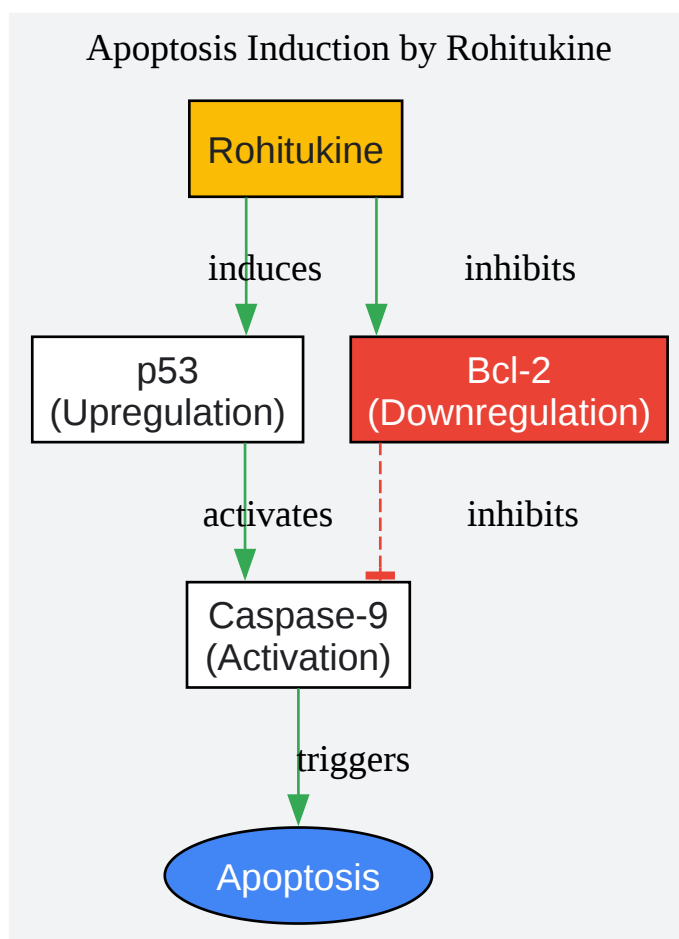 Apoptosis Induction by Rohitukine
Rohitukine
induces
inhibits
p53
(Upregulation)
Bcl-2
(Downregulation)
activates
inhibits
Caspase-9
(Activation)
triggers
Apoptosis